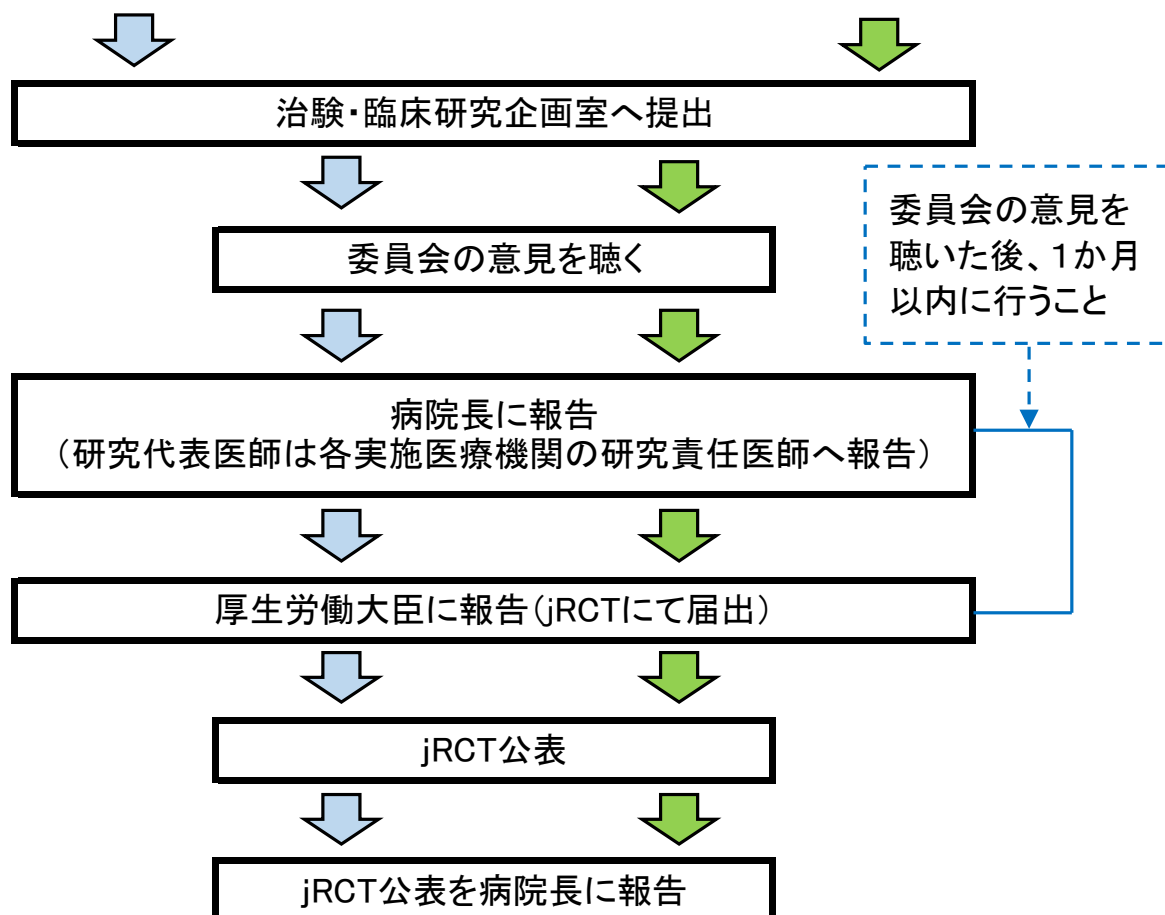 治験・臨床研究企画室へ提出
委員会の意見を聴く
委員会の意見を
聴いた後、１か月
以内に行うこと
病院長に報告
（研究代表医師は各実施医療機関の研究責任医師へ報告）
厚生労働大臣に報告（jRCTにて届出）
jRCT公表
jRCT公表を病院長に報告